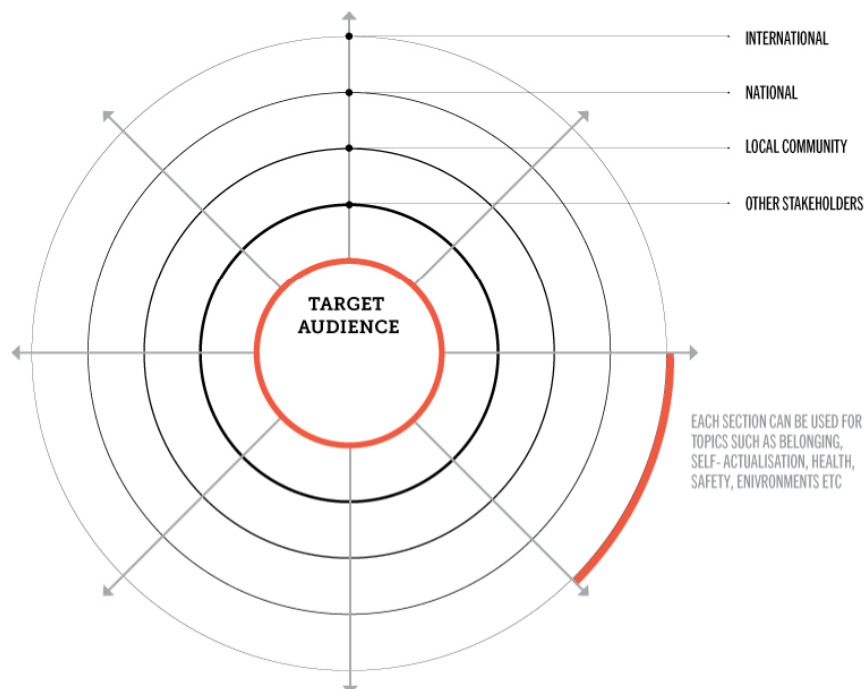 INTERNATIONAL
NATIONAL
LOCAL COMMUNITY
OTHER STAKEHOLDERS
TARGET
AUDIENCE
EACH SECTION CAN BE USED FOR
TOPICS SUCH AS BELONGING,
SELF- ACTUALISATION, HEALTH,
SAFETY, ENIVRONMENTS ETC